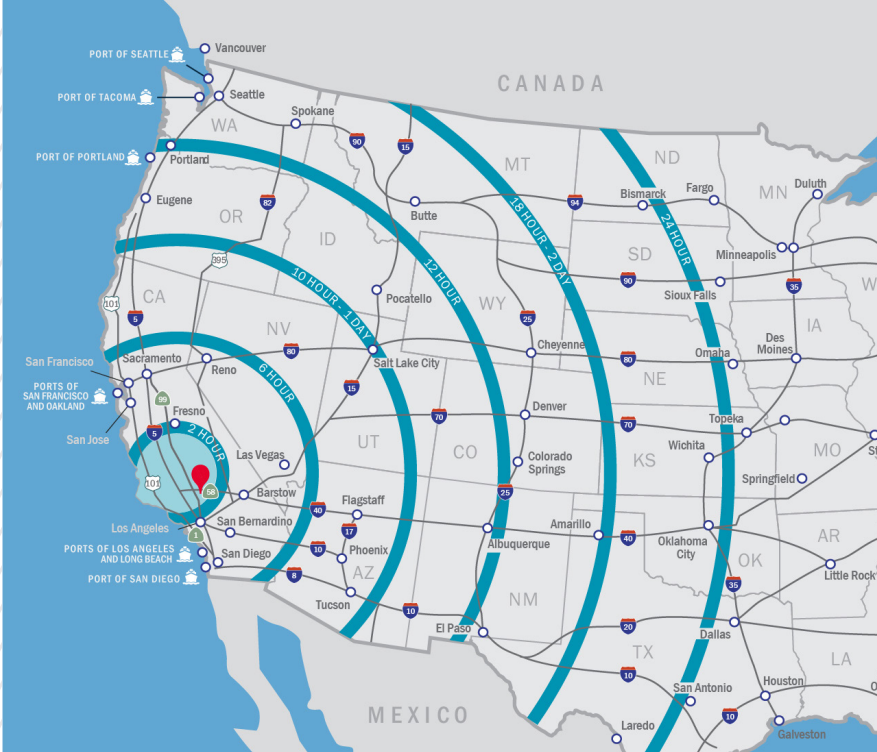 Vancouver
PORT OF SEATTLE
CANADA
PORT OF TACOMA
Seattle
Spokane
WA
90
15
MT
ND
PORT OF PORTLAND
Portland
Duluth
MN
Eugene
82
Butte
94
Bismarck
Fargo
OR
ID
18 HOUR - 2 DAY
24 HOUR
Minneapolis
395
SD
10 HOUR - 1 DAY
12 HOUR
90
Sioux Falls
35
W
CA
101
5
Pocatello
WY
25
NV
IA
San Francisco
Sacramento
Reno
80
Salt Lake City
Cheyenne
80
Omaha
Des
Moines
PORTS OF
SAN FRANCISCO
AND OAKLAND
99
6 HOUR
15
NE
Fresno
San Jose
5
2 HOUR
UT
70
CO
Denver
70
Topeka
Las Vegas
Colorado
Springs
KS
Wichita
MO
St
101
58
Barstow
Springfield
25
40
Flagstaff
Los Angeles
San Bernardino
17
Amarillo
40
Oklahoma
City
AR
1
PORTS OF LOS ANGELES
AND LONG BEACH
San Diego
10
Phoenix
Albuquerque
OK
PORT OF SAN DIEGO
8
AZ
Little Rock
35
Tucson
10
NM
El Paso
20
Dallas
TX
LA
10
San Antonio
Houston
O
MEXICO
10
Laredo
Galveston